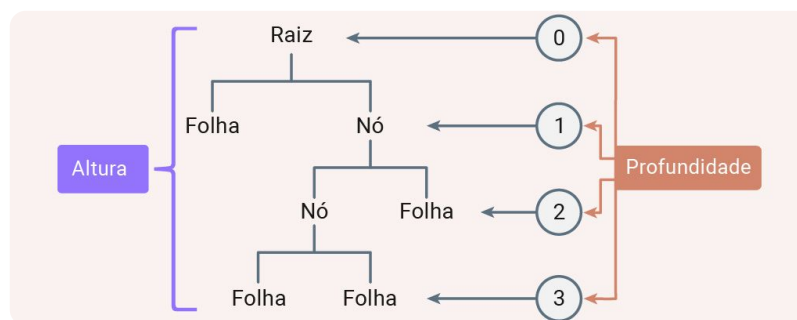 Raiz
0
Folha
Nó
1
Altura
Profundidade
Nó
Folha
2
Folha
Folha
3